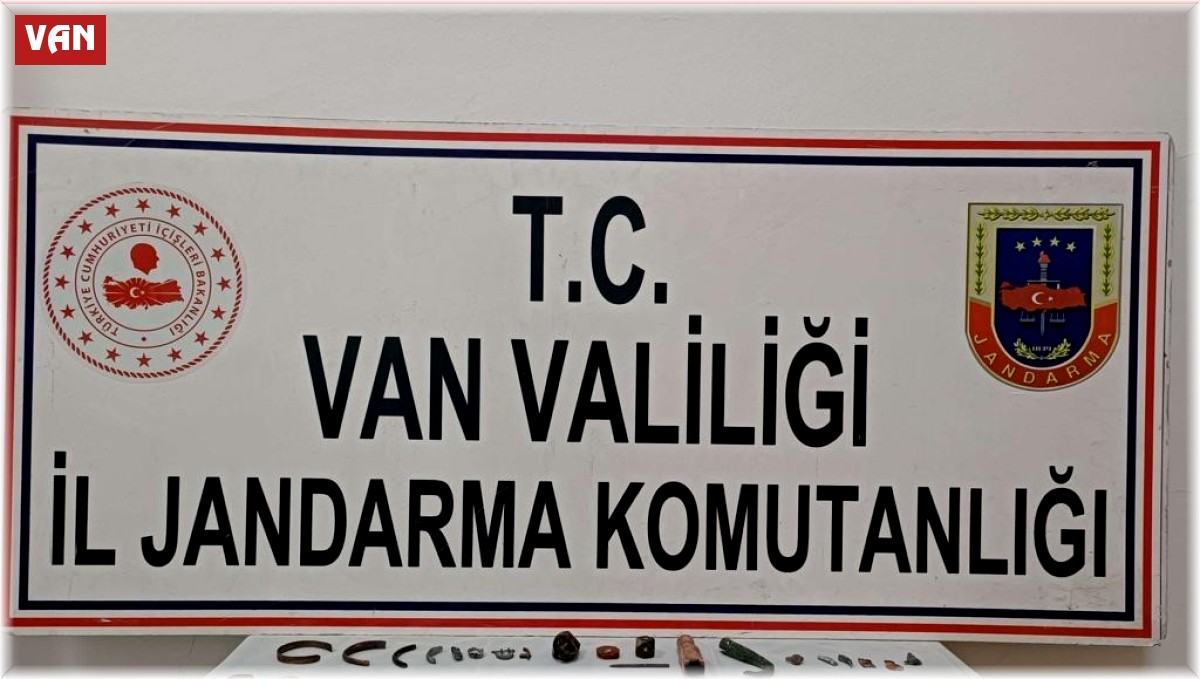 VAN
T.C.
VAN VALİLİĞİ
İL JANDARMA KOMUTANLIĞI
TÜRKİYE CUMHURİYETİ İÇİŞLERİ BAKANLIĞI
JANDARMA